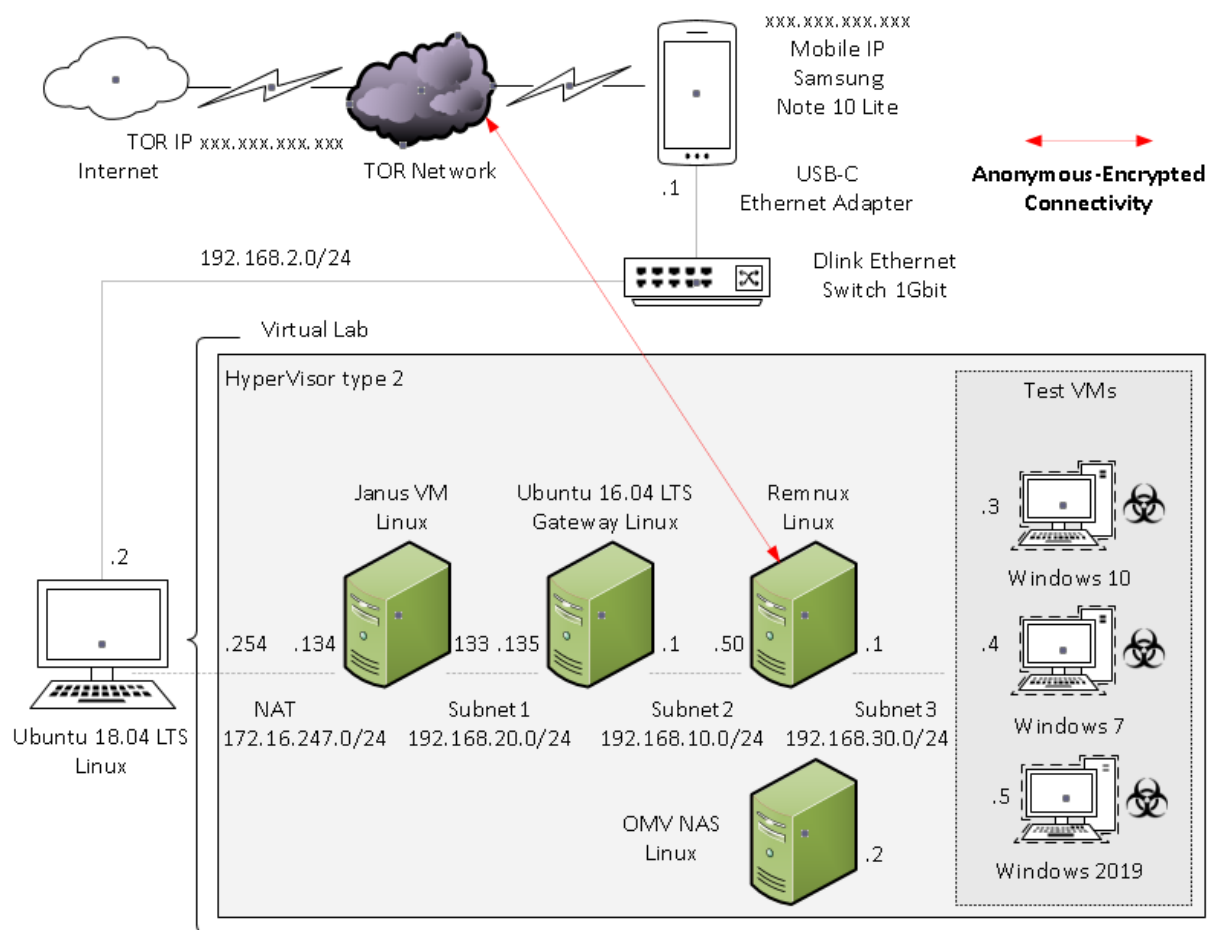 xxx.xxx.xxx.xxx
Mobile IP
Samsung
Note 10 Lite
TOR IP xxx.xxx.xxx.xxx
Internet
TOR Network
.1
USB-C
Ethernet Adapter
Anonymous-Encrypted
Connectivity
192.168.2.0/24
Dlink Ethernet
Switch 1Gbit
Virtual Lab
HyperVisor type 2
Test VMs
Janus VM
Linux
Ubuntu 16.04 LTS
Gateway Linux
Remnux
Linux
.3
Windows 10
.2
.254
.134
133
.135
.1
.50
.1
.4
Windows 7
NAT
172.16.247.0/24
Subnet1
192.168.20.0/24
Subnet2
192.168.10.0/24
Subnet3
192.168.30.0/24
Ubuntu 18.04 LTS
Linux
.5
Windows 2019
OMV NAS
Linux
.2